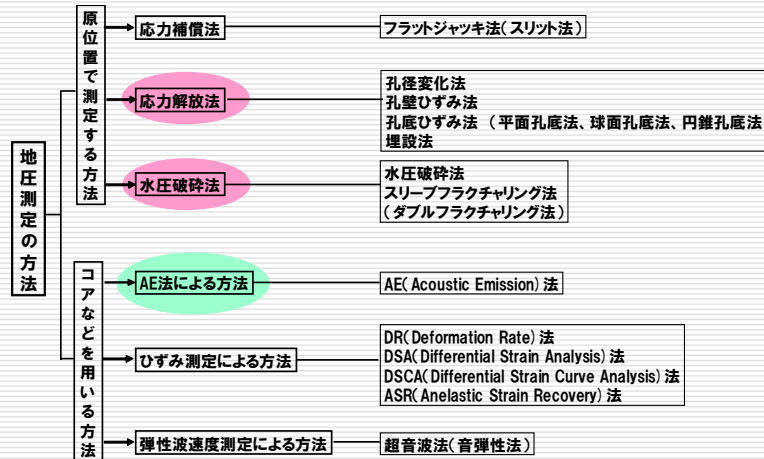 地圧測定の方法
原位置で測定する方法
応力補償法
フラットジャッキ法(スリット法)
応力解放法
孔径変化法
孔壁ひずみ法
孔底ひずみ法 (平面孔底法、球面孔底法、円錐孔底法
埋設法
水圧破砕法
水圧破砕法
スリーブフラクチャリング法
(ダブルフラクチャリング法)
コアなどを用いる方法
AE法による方法
AE(Acoustic Emission)法
ひずみ測定による方法
DR(Deformation Rate)法
DSA(Differential Strain Analysis)法
DSCA(Differential Strain Curve Analysis)法
ASR(Anelastic Strain Recovery)法
弾性波速度測定による方法
超音波法(音弾性法)